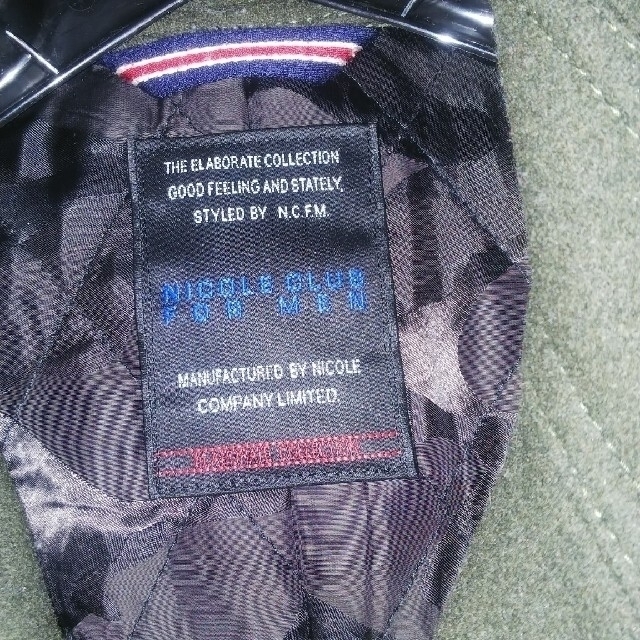 THE ELABORATE COLLECTION
GOOD FEELING AND STATELY,
STYLED BY N.C.F.M.
NICOLE CLUB
FOR MEN
MANUFACTURED BY NICOLE
COMPANY LIMITED.